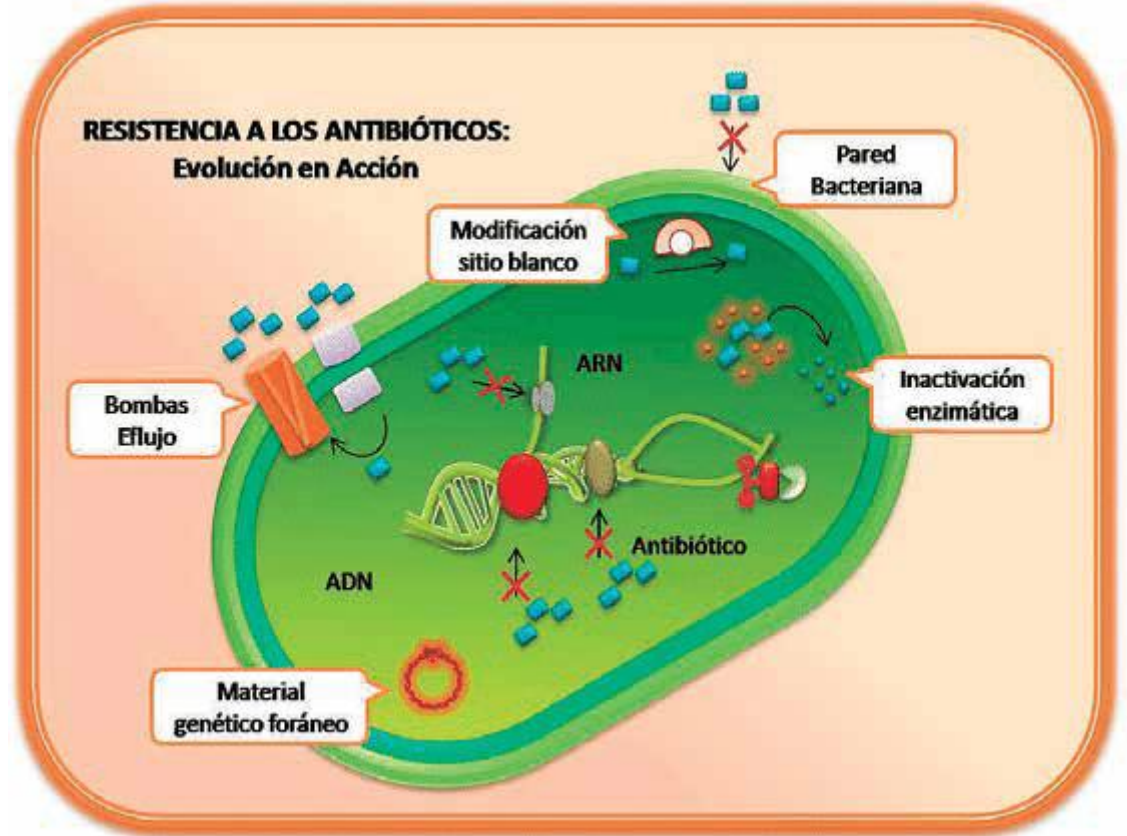 RESISTENCIA A LOS ANTIBIÓTICOS:
Evolución en Acción
Pared
Bacteriana
Modificación
sitio blanco
ARN
Inactivación
enzimática
Bombas
Eflujo
Antibiótico
ADN
Material
genético foráneo